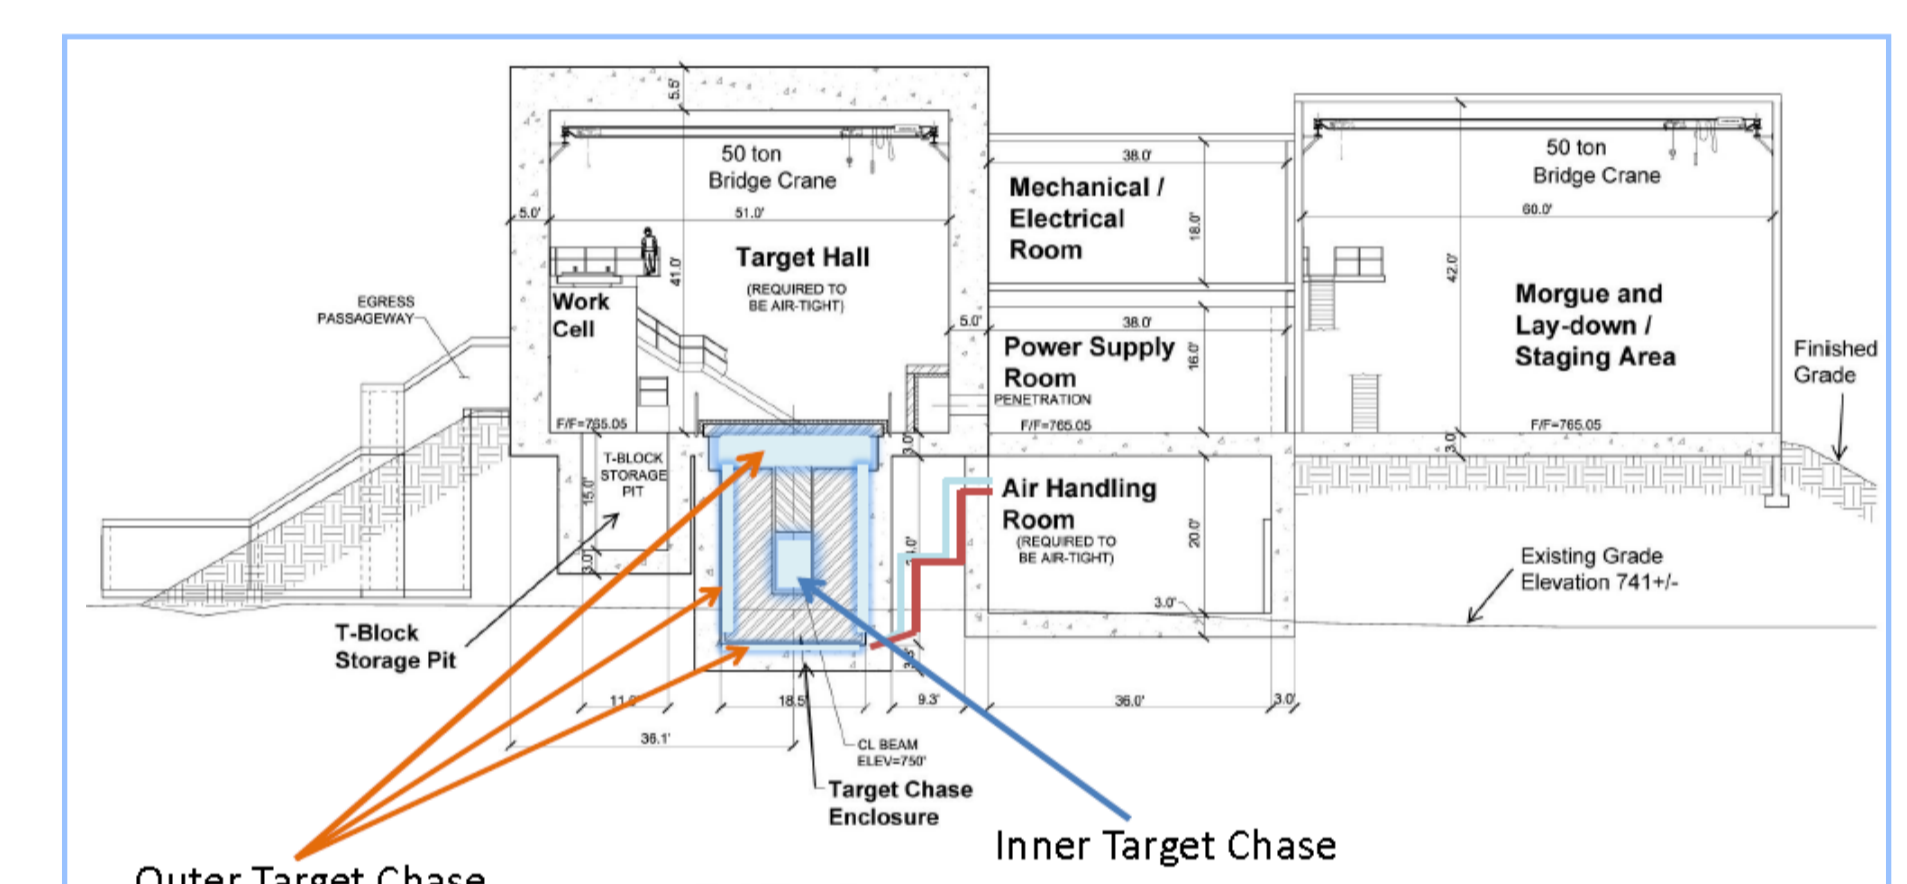 5.5'
50 ton
Bridge Crane
5.0'
51.0'
41.0'
Target Hall
(REQUIRED TO
BE AIR-TIGHT)
Work
Cell
F/F=765.05
EGRESS
PASSAGEWAY
38.0'
Mechanical /
Electrical
Room
18.0'
5.0'
38.0'
Power Supply
Room
PENETRATION
16.0'
F/F=765.05
50 ton
Bridge Crane
60.0'
42.0'
Morgue and
Lay-down /
Staging Area
F/F=765.05
Finished
Grade
3.0'
3.0'
T-BLOCK
STORAGE
PIT
15.0'
3.0'
Air Handling
Room
(REQUIRED TO
BE AIR-TIGHT)
20.0'
3.0'
Existing Grade
Elevation 741+/-
T-Block
Storage Pit
18.5'
9.3'
36.0'
3.0'
36.1'
CL BEAM
ELEV=750'
Target Chase
Enclosure
Inner Target Chase
Outer Target Chase